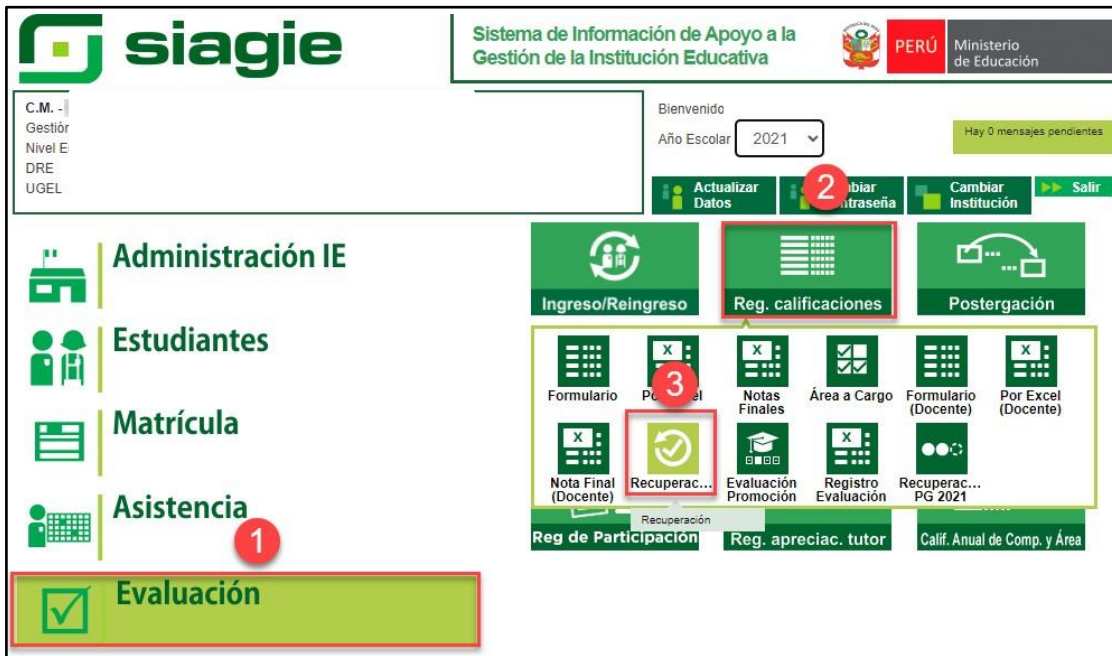 siagie
Sistema de Información de Apoyo a la
Gestión de la Institución Educativa
PERÚ
Ministerio
de Educación
C.M. -
Gestión
Nivel E
DRE
UGEL
Bienvenido
Año Escolar 2021
Hay 0 mensajes pendientes
Actualizar
Datos
2
Cambiar
Institución
Salir
Administración IE
Estudiantes
Matrícula
Asistencia
1
Evaluación
Ingreso/Reingreso
Reg. calificaciones
Postergación
3
Formulario
Notas
Finales
Área a Cargo
Formulario
(Docente)
Por Excel
(Docente)
Nota Final
(Docente)
Recuperac...
Evaluación
Promoción
Registro
Evaluación
Recuperac...
PG 2021
Recuperación
Reg de Participación
Reg. apreciac. tutor
Calif. Anual de Comp. y Área